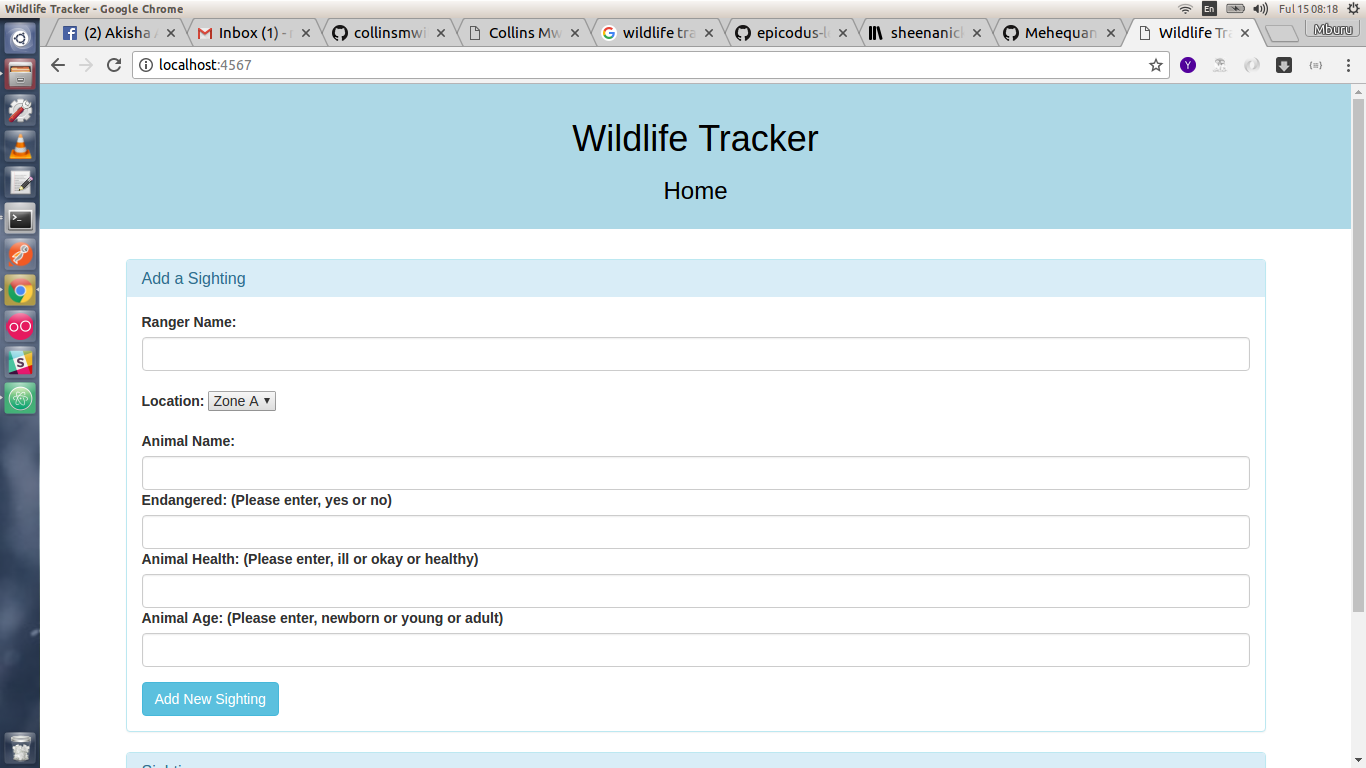 Wildlife Tracker - Google Chrome
En
Ful 15 08:18
(2) Akisha
Inbox (1) -
collinsmwi
Collins Mw
wildlife tra
epicodus-l
sheenanicl
Mehequan
Wildlife Tr
Mburu
localhost:4567
Y
Wildlife Tracker
Home
Add a Sighting
Ranger Name:
Location: Zone A
Animal Name:
Endangered: (Please enter, yes or no)
Animal Health: (Please enter, ill or okay or healthy)
Animal Age: (Please enter, newborn or young or adult)
Add New Sighting